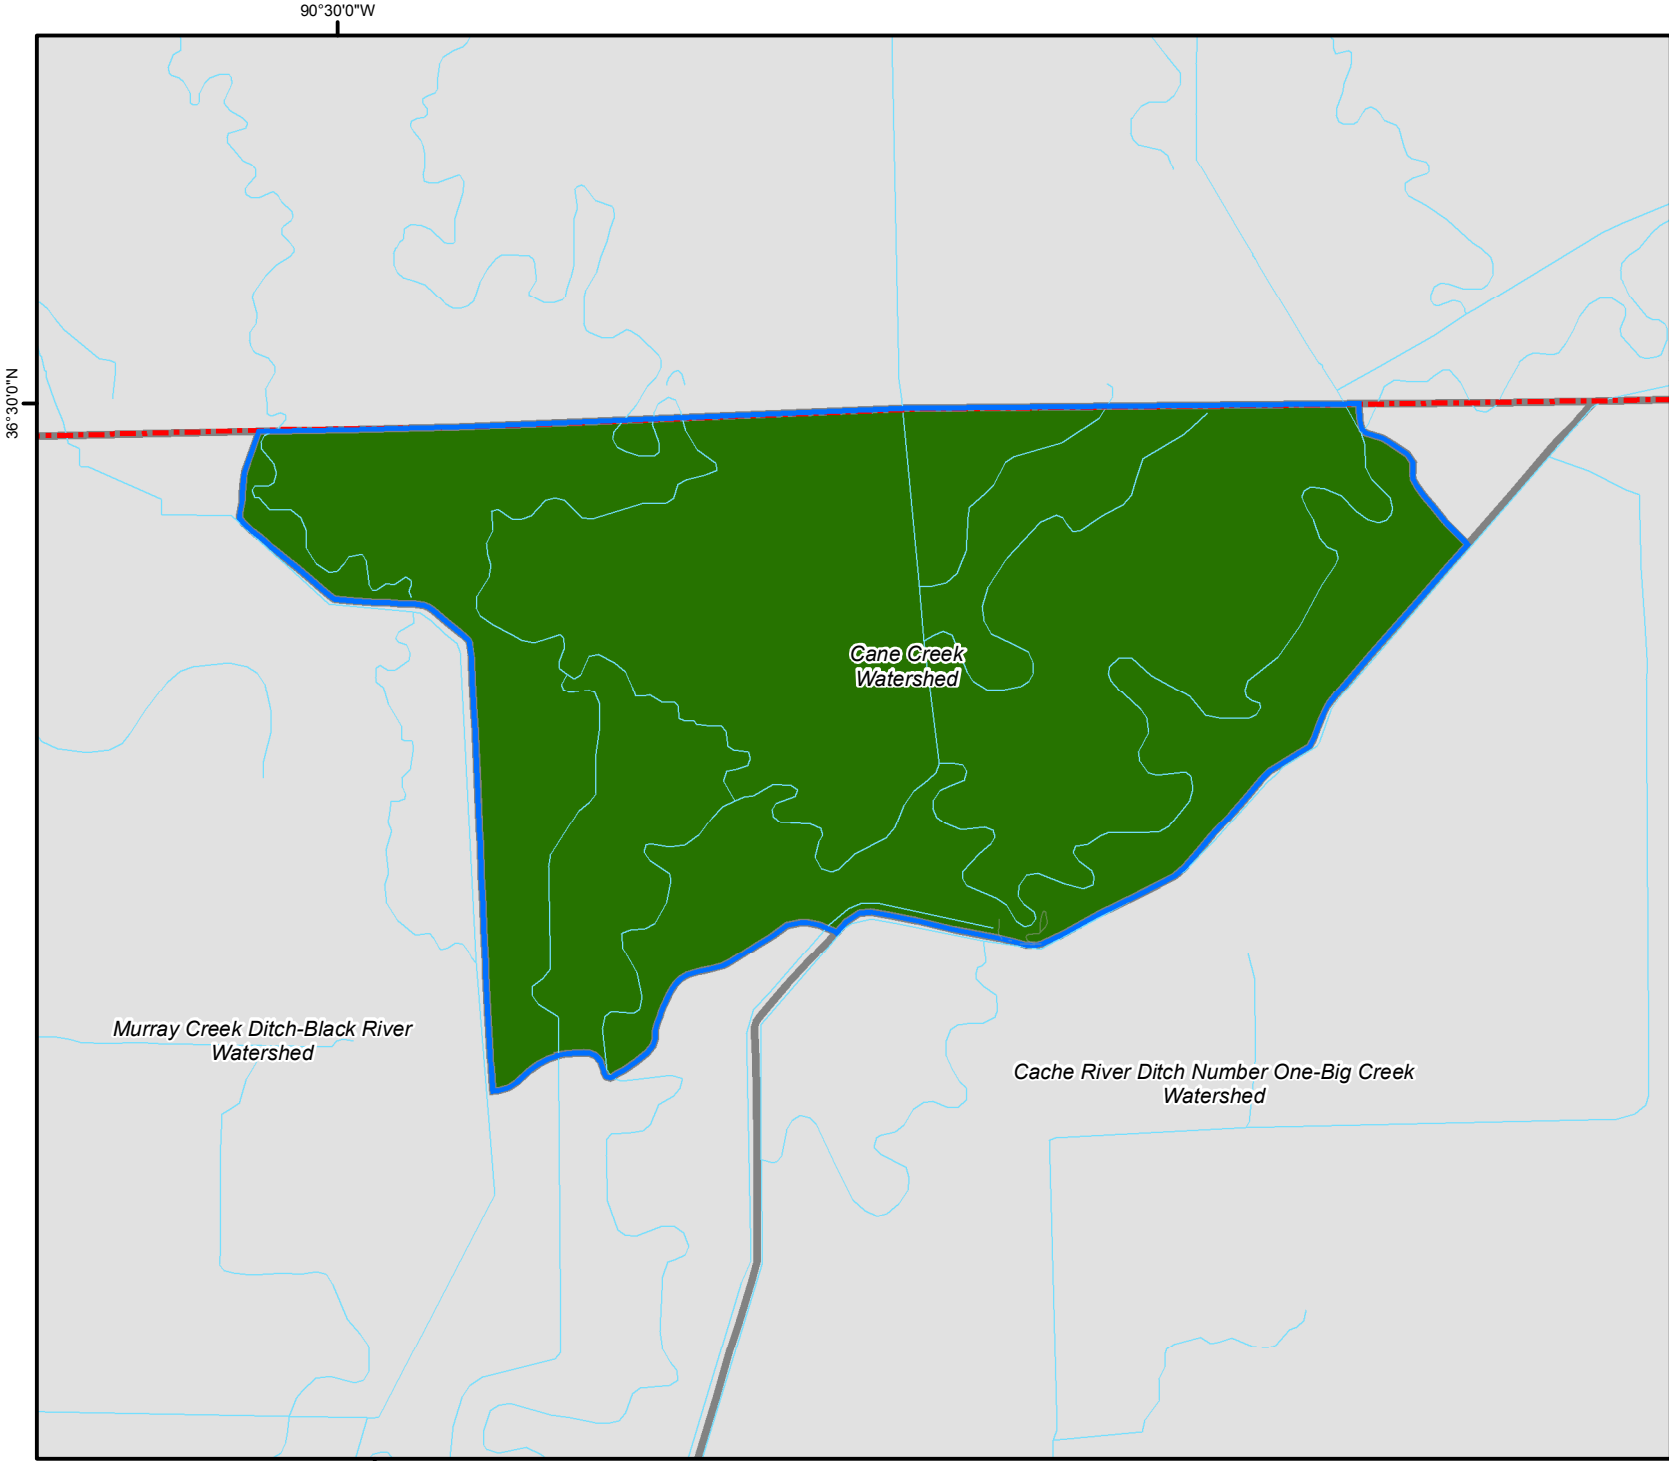 90°30'0"W
36°30'0"N
Cane Creek
Watershed
Murray Creek Ditch-Black River
Watershed
Cache River Ditch Number One-Big Creek
Watershed